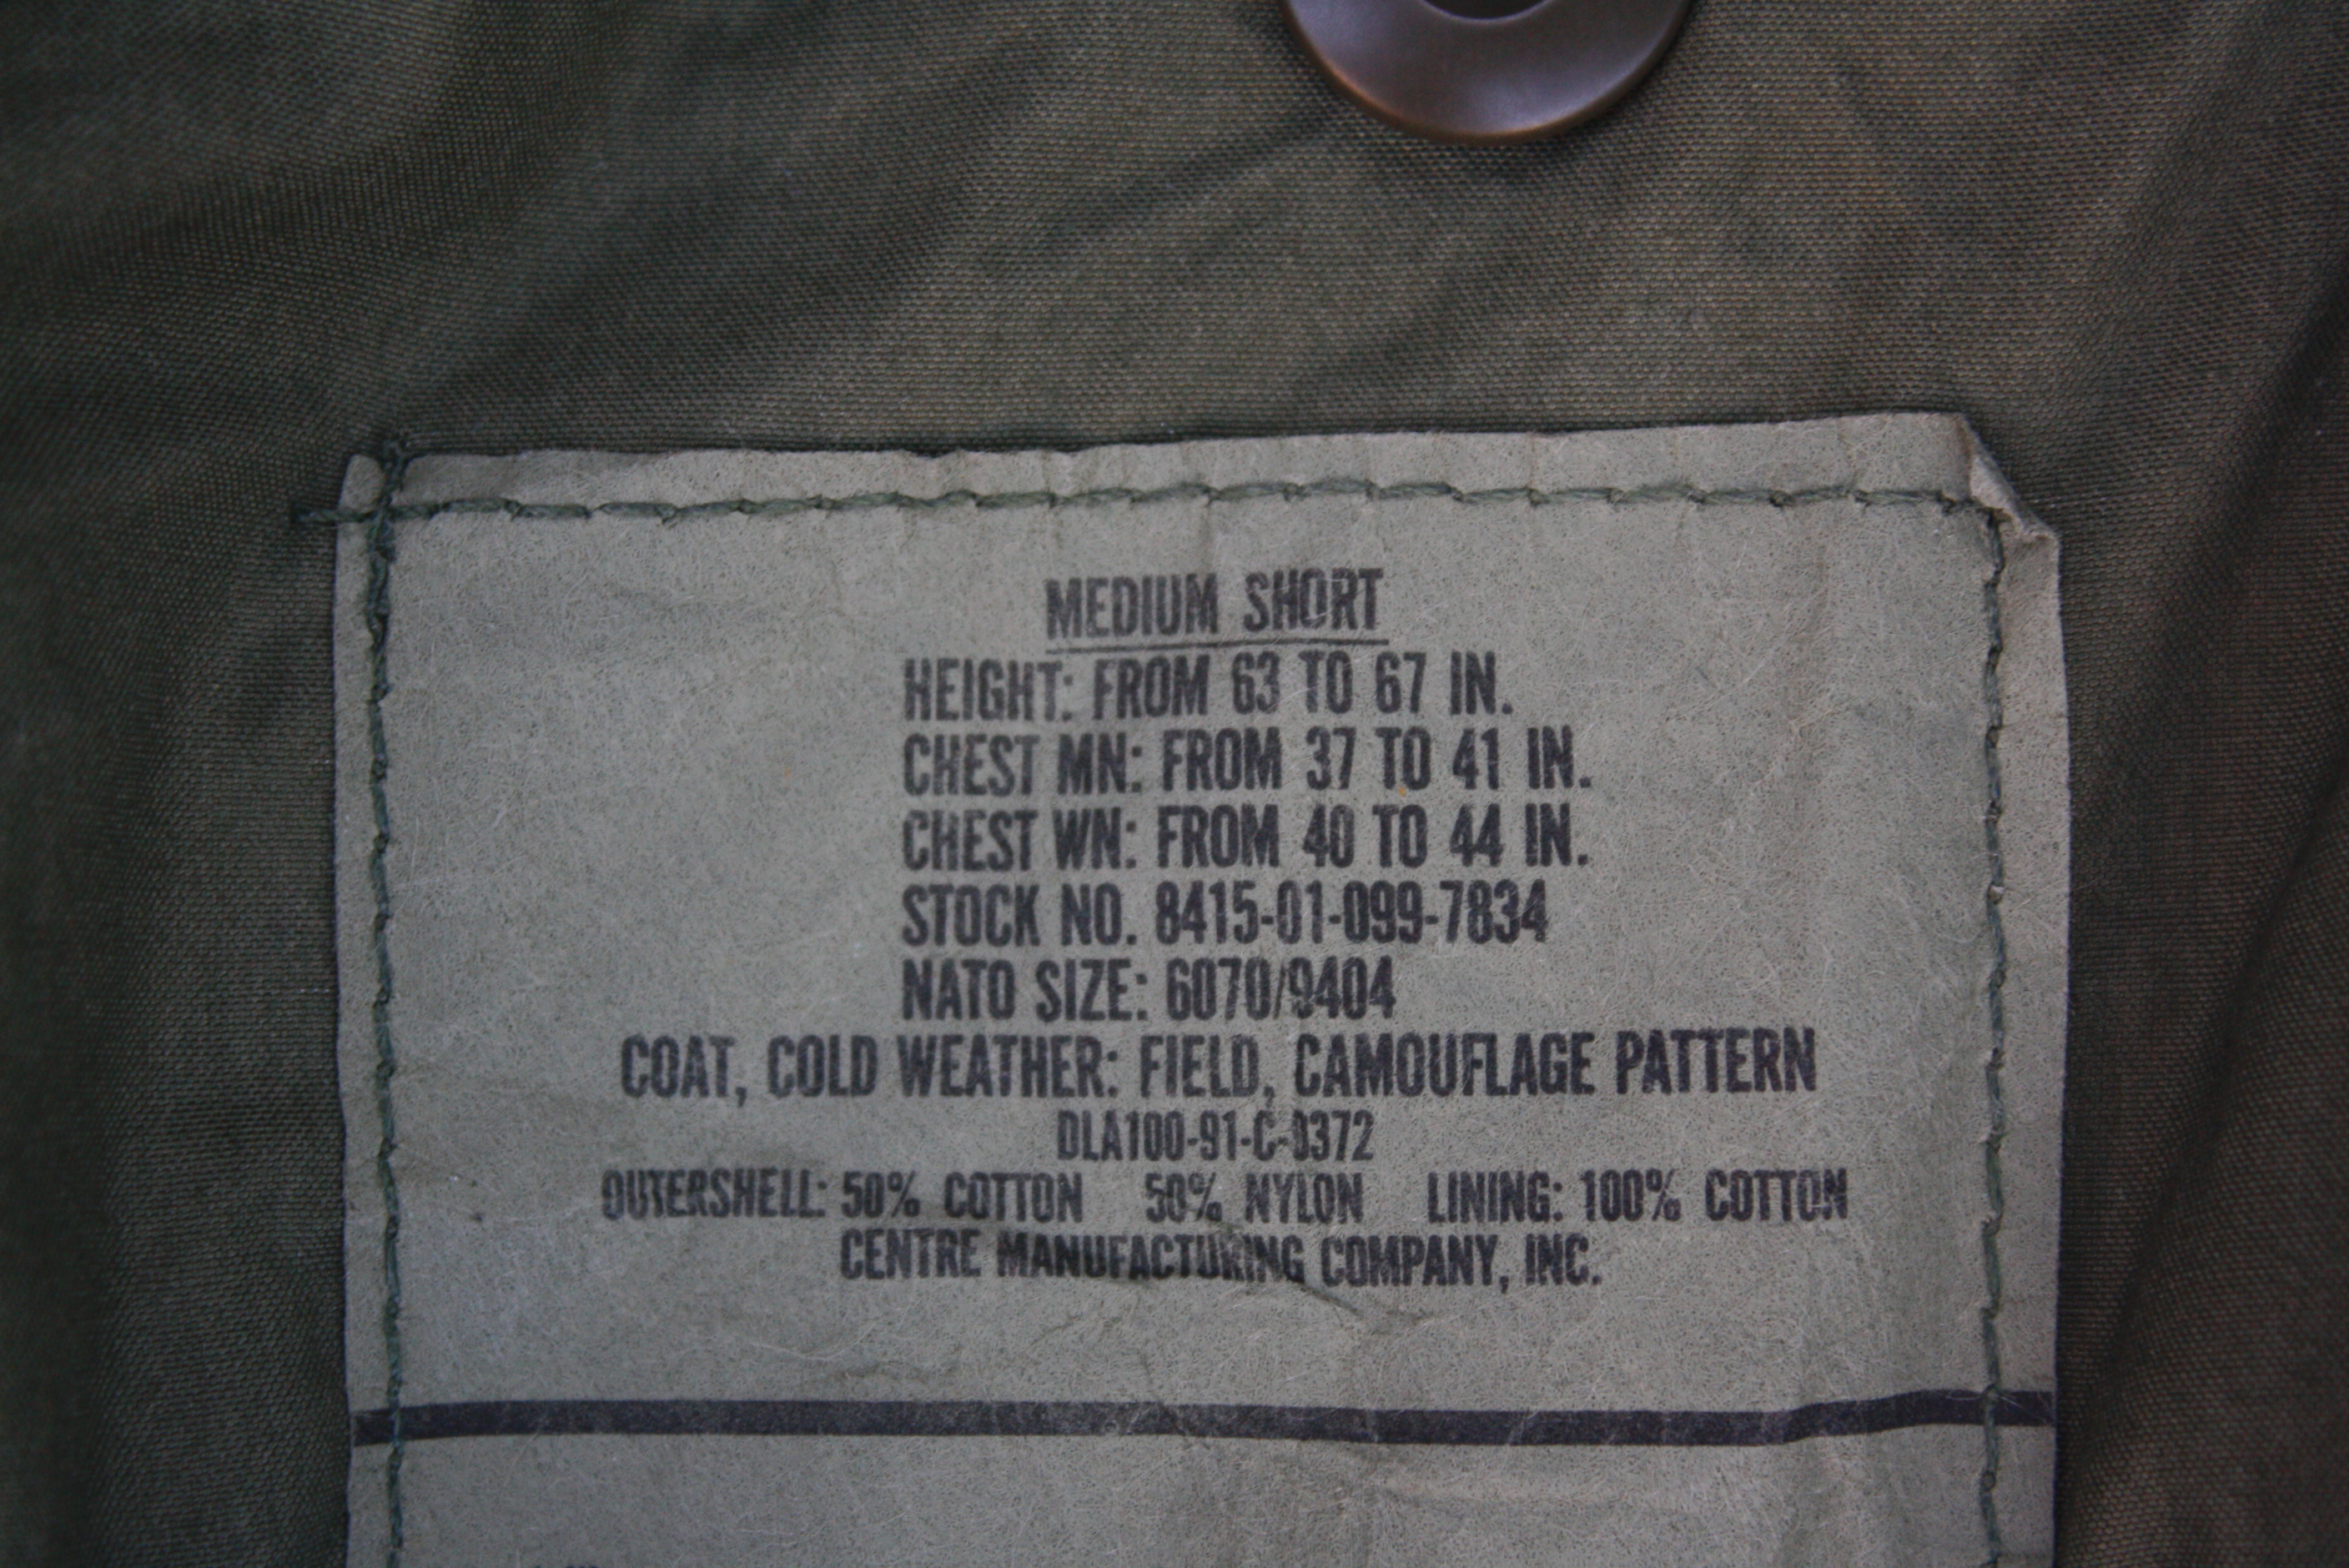 MEDIUM SHORT
HEIGHT: FROM 63 TO 67 IN.
CHEST MN: FROM 37 TO 41 IN.
CHEST WN: FROM 40 TO 44 IN.
STOCK NO. 8415-01-099-7834
NATO SIZE: 6070/9404
COAT, COLD WEATHER: FIELD, CAMOUFLAGE PATTERN
DLA100-91-C-0372
OUTERSHELL: 50% COTTON 50% NYLON LINING: 100% COTTON
CENTRE MANUFACTURING COMPANY, INC.